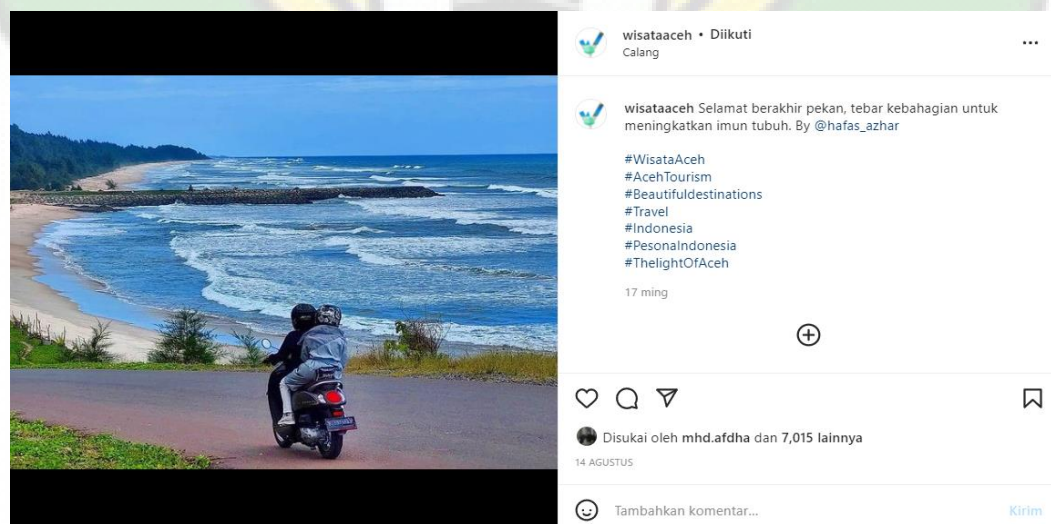 wisataaceh • Diikuti
Calang
wisataaceh Selamat berakhir pekan, tebar kebahagian untuk
meningkatkan imun tubuh. By @hafas_azhar
#WisataAceh
#AcehTourism
#Beautifuldestinations
#Travel
#Indonesia
#PesonaIndonesia
#ThelightOfAceh
17 ming
Disukai oleh mhd.afdha dan 7,015 lainnya
14 AGUSTUS
Tambahkan komentar...
Kirim